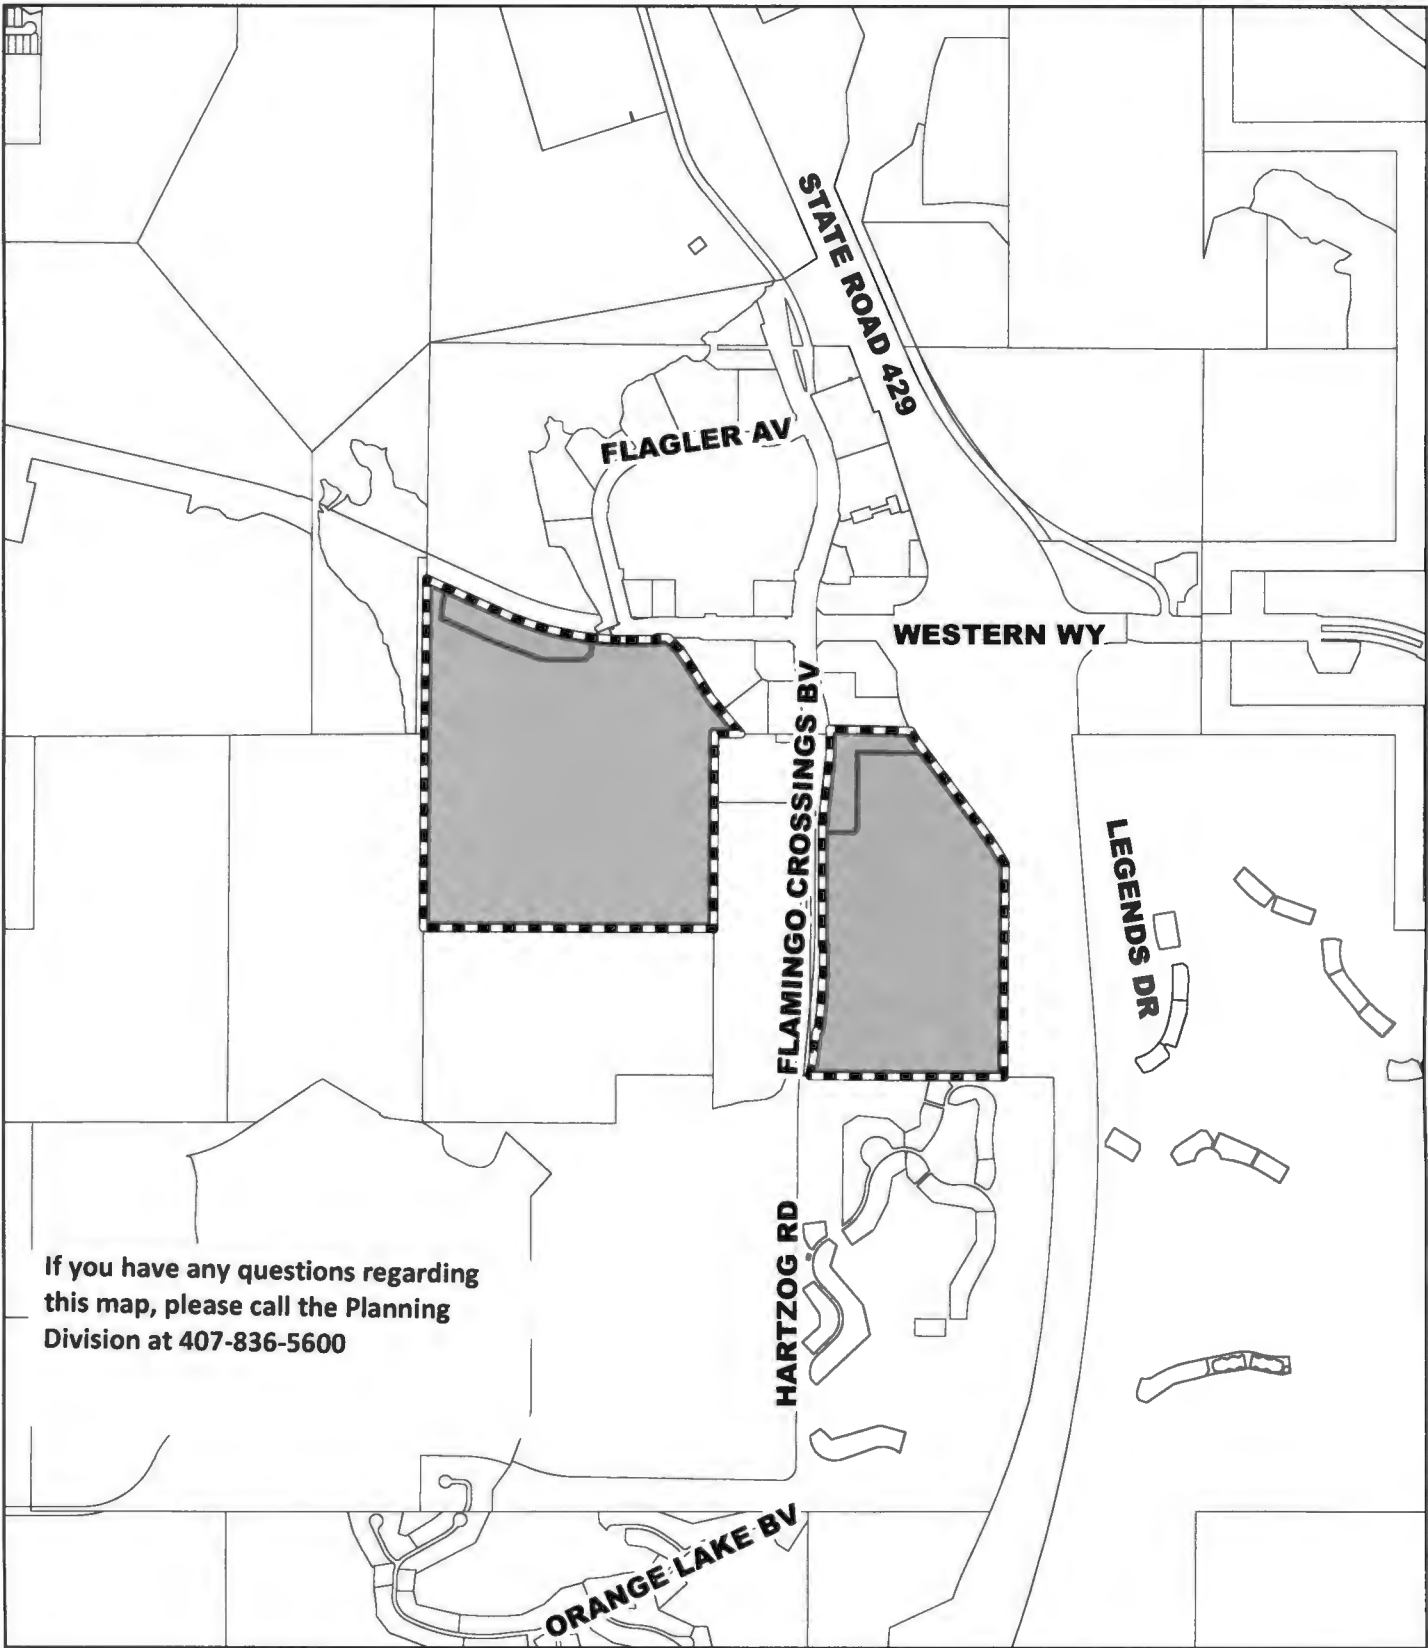 STATE ROAD 429
FLAGLER AV
WESTERN WY
FLAMINGO CROSSINGS BV
LEGENDS DR
HARTZOG RD
If you have any questions regarding
this map, please call the Planning
Division at 407-836-5600
ORANGE LAKE BV